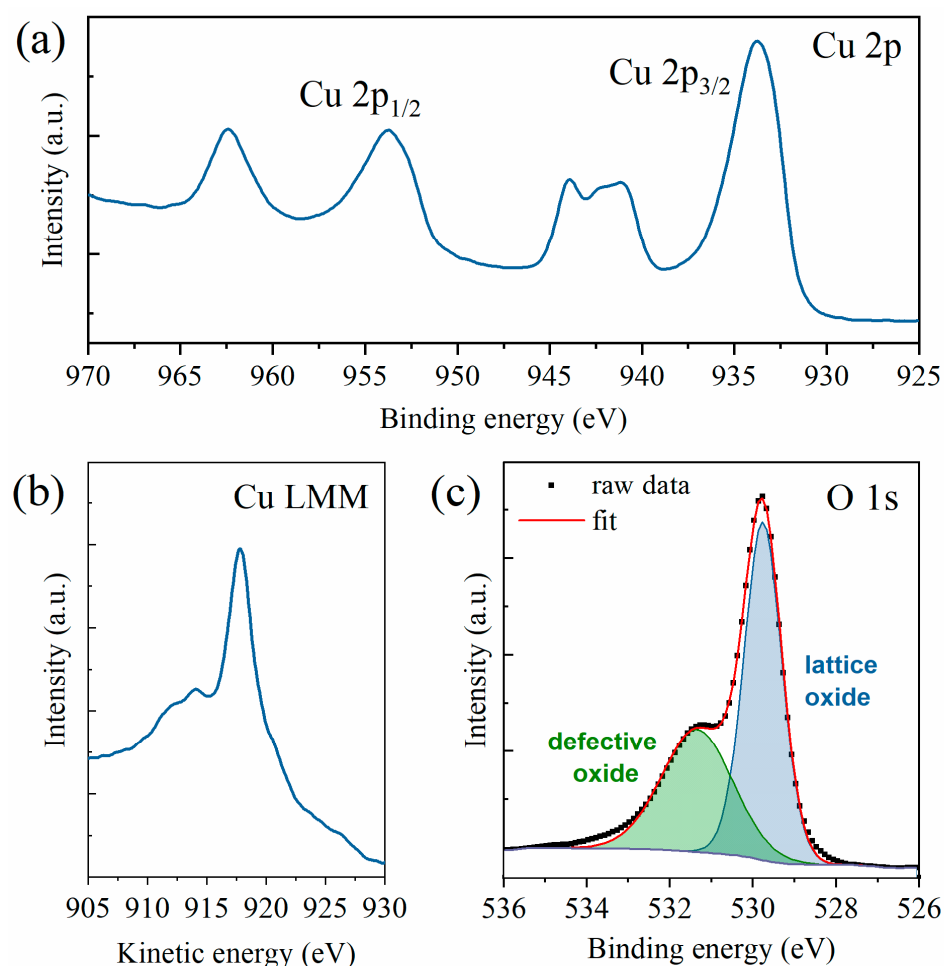 (a)
Cu 2p
Cu 2p1/2
Cu 2p3/2
Intensity (a.u.)
970 965 960 955 950 945 940 935 930 925
Binding energy (eV)
(b)
Cu LMM
Intensity (a.u.)
905 910 915 920 925 930
Kinetic energy (eV)
(c)
raw data
fit
O 1s
Intensity (a.u.)
lattice
oxide
defective
oxide
536 534 532 530 528 526
Binding energy (eV)